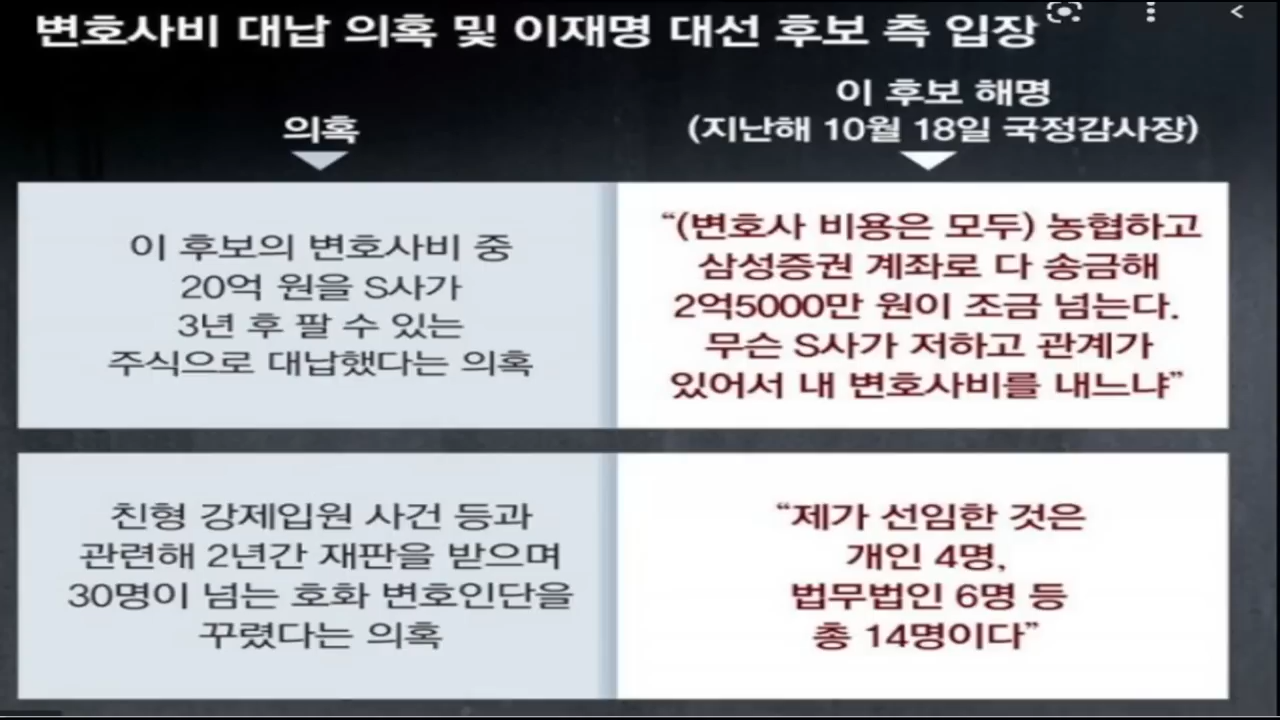 변호사비 대납 의혹 및 이재명 대선 후보 측 입장
의혹
이 후보 해명
(지난해 10월 18일 국정감사장)
이 후보의 변호사비 중
20억 원을 S사가
3년 후 팔 수 있는
주식으로 대납했다는 의혹
“(변호사 비용은 모두) 농협하고
삼성증권 계좌로 다 송금해
2억5000만 원이 조금 넘는다.
무슨 S사가 저하고 관계가
있어서 내 변호사비를 내느냐”
친형 강제입원 사건 등과
관련해 2년간 재판을 받으며
30명이 넘는 호화 변호인단을
꾸렸다는 의혹
“제가 선임한 것은
개인 4명,
법무법인 6명 등
총 14명이다”